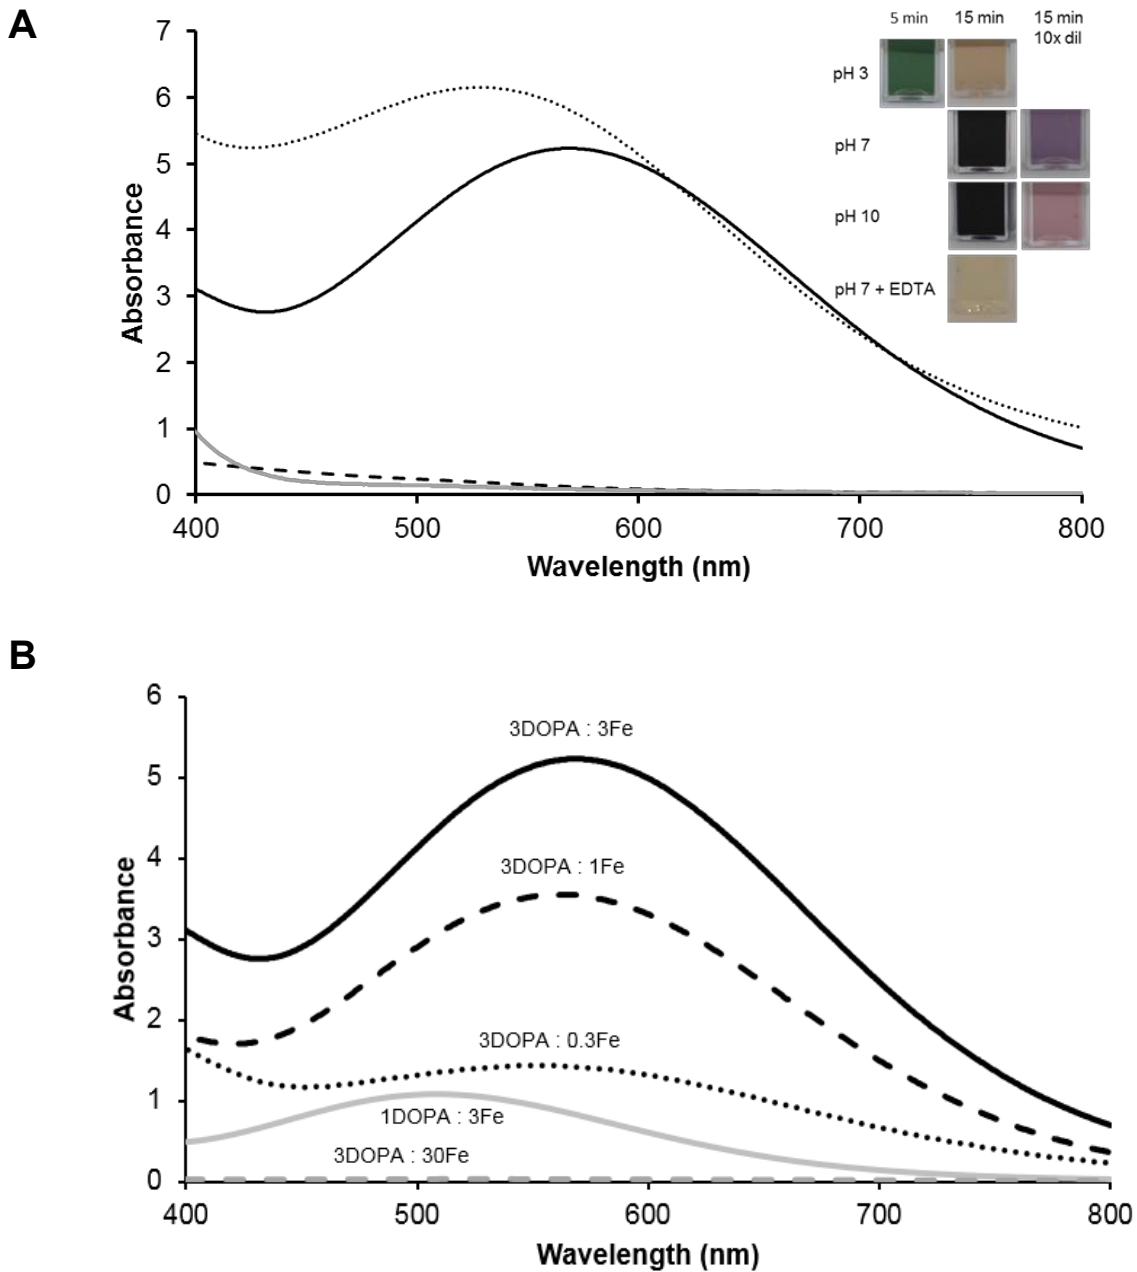 A
7
6
5
4
3
2
1
0
Absorbance
400
500
600
700
800
Wavelength (nm)
5 min
15 min
15 min
10x dil
pH 3
pH 7
pH 10
pH 7 + EDTA
B
6
5
4
3
2
1
0
Absorbance
3DOPA : 3Fe
3DOPA : 1Fe
3DOPA : 0.3Fe
1DOPA : 3Fe
3DOPA : 30Fe
400
500
600
700
800
Wavelength (nm)